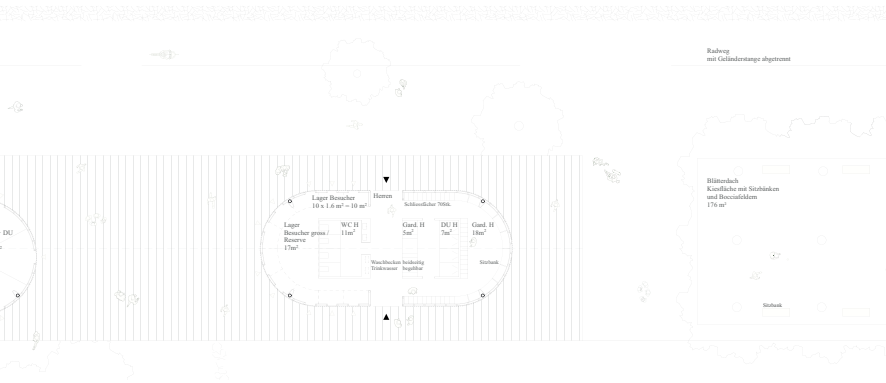 Radweg
mit Geländerstange abgetrennt
Blätterdach
Kiesfläche mit Sitzbänken
und Bocciafeldern
176 m²
Lager Besucher
10 x 1.6 m² = 10 m²
Herren
Schliessfächer 70Stk.
DU
Lager
Besucher gross /
Reserve
17m²
WC H
11m²
Gard. H
5m²
DU H
7m²
Gard. H
18m²
Waschbecken beidseitig
Trinkwasser begehbar
Sitzbank
Sitzbank